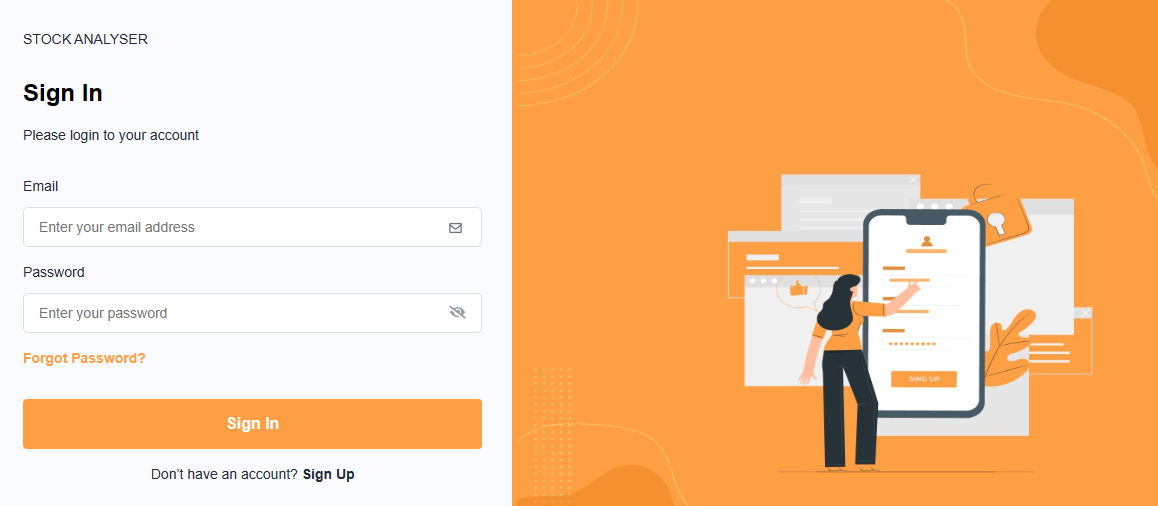 STOCK ANALYSER
Sign In
Please login to your account
Email
Enter your email address
Password
Enter your password
Forgot Password?
Sign In
Don't have an account? Sign Up
SING UP